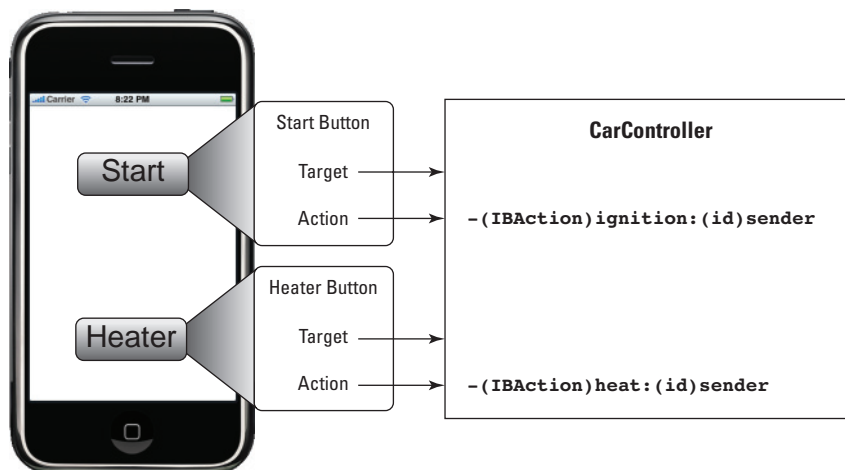 Carrier
8:22 PM
Start
Heater
Start Button
Target
Action
Heater Button
Target
Action
CarController
-(IBAction)ignition:(id)sender
-(IBAction)heat:(id)sender